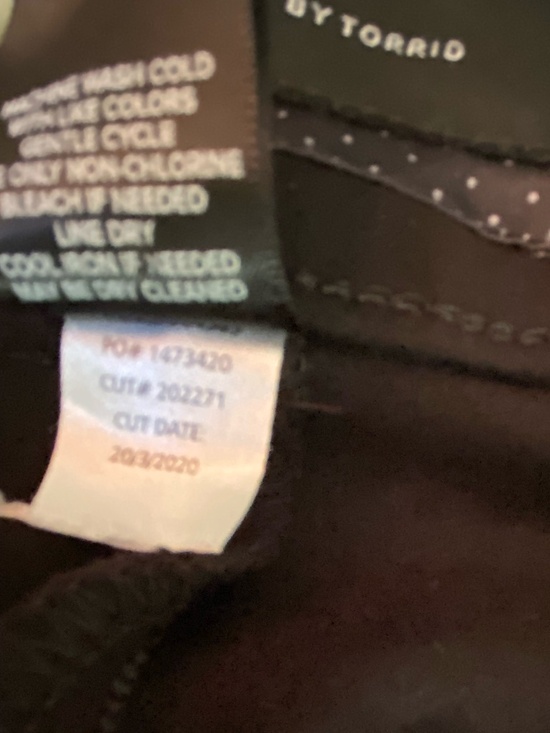 BY TORRID
MACHINE WASH COLD
WITH LIKE COLORS
GENTLE CYCLE
ONLY NON-CHLORINE
BLEACH IF NEEDED
LINE DRY
COOL IRON IF NEEDED
MAY BE DRY CLEANED
PO# 1473420
CUT# 202271
CUT DATE:
20/3/2020